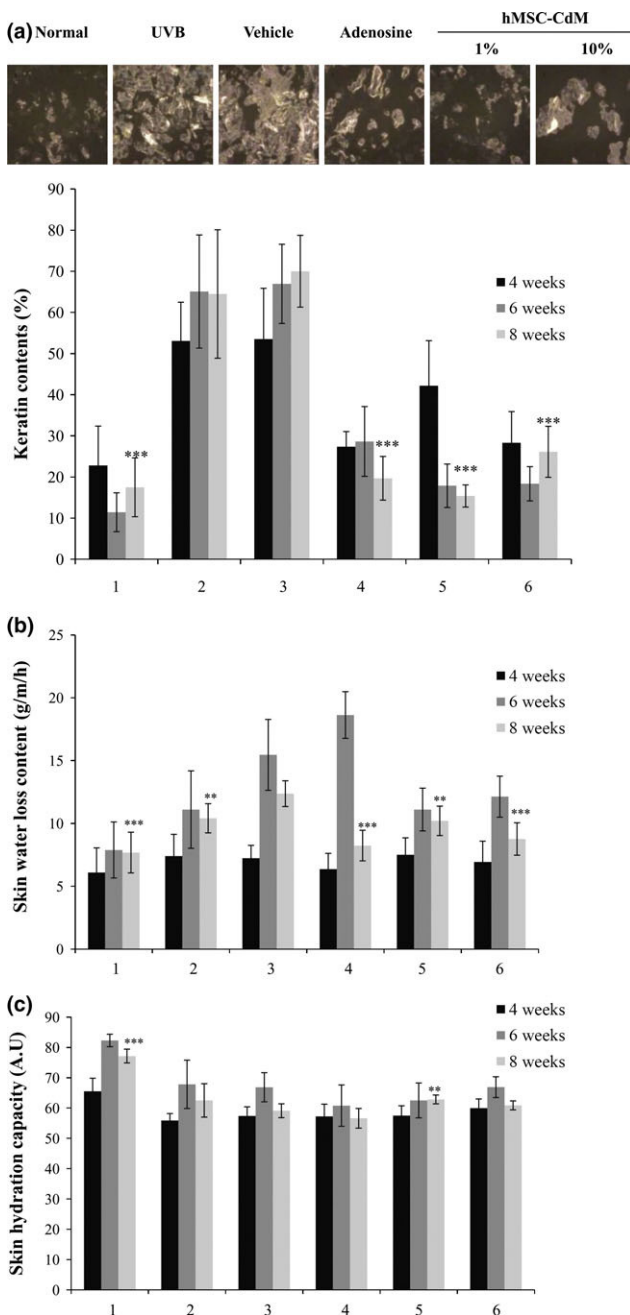 (a) Normal UVB Vehicle Adenosine hMSC-CdM
1% 10%
Keratin contents (%)
90
80
70
60
50
40
30
20
10
0
4 weeks
6 weeks
8 weeks
*** *** *** ***
1 2 3 4 5 6
(b)
Skin water loss content (g/m/h)
25
20
15
10
5
0
4 weeks
6 weeks
8 weeks
*** ** *** ** ***
1 2 3 4 5 6
(c)
Skin hydration capacity (A.U)
90
80
70
60
50
40
30
20
10
0
4 weeks
6 weeks
8 weeks
*** **
1 2 3 4 5 6